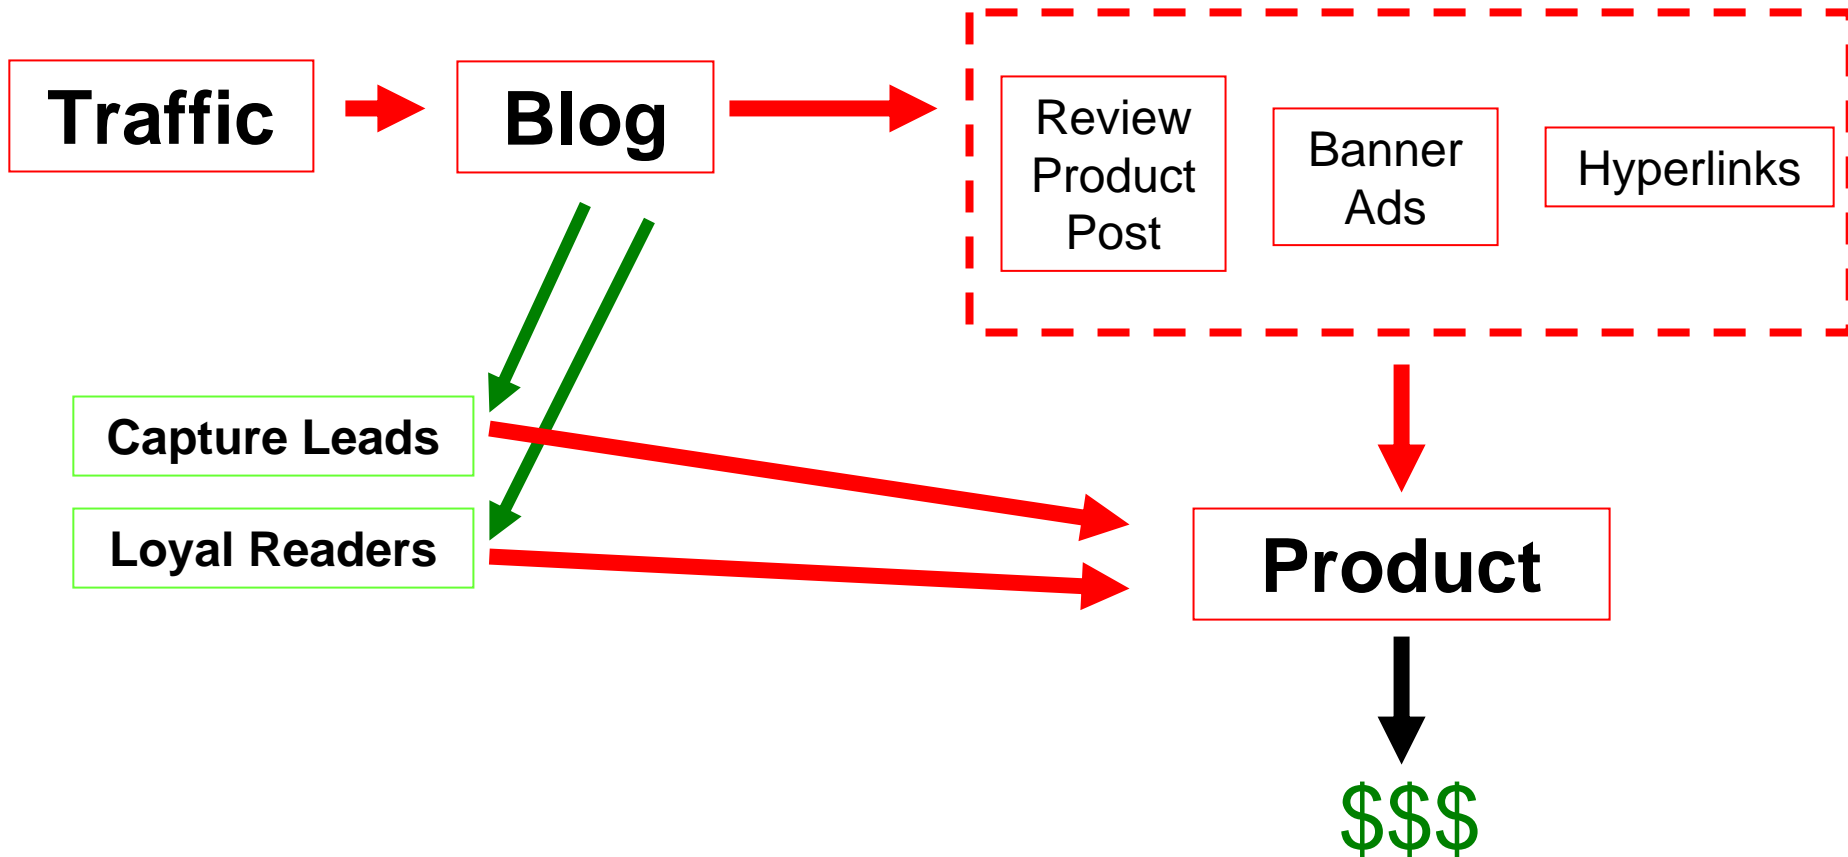 Traffic
Blog
Review
Product
Post
Banner
Ads
Hyperlinks
Capture Leads
Loyal Readers
Product
$$$